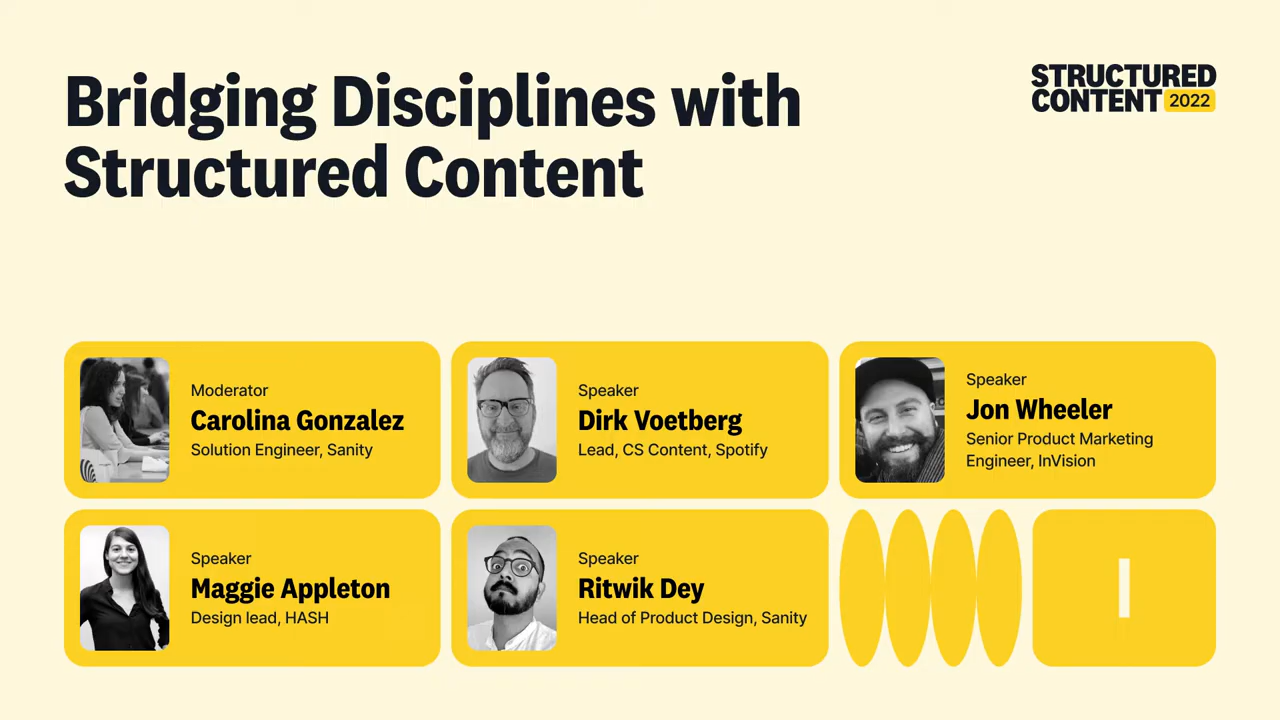 Bridging Disciplines with
Structured Content
STRUCTURED
CONTENT 2022
Moderator
Carolina Gonzalez
Solution Engineer, Sanity
Speaker
Dirk Voetberg
Lead, CS Content, Spotify
Speaker
Jon Wheeler
Senior Product Marketing
Engineer, InVision
Speaker
Maggie Appleton
Design lead, HASH
Speaker
Ritwik Dey
Head of Product Design, Sanity